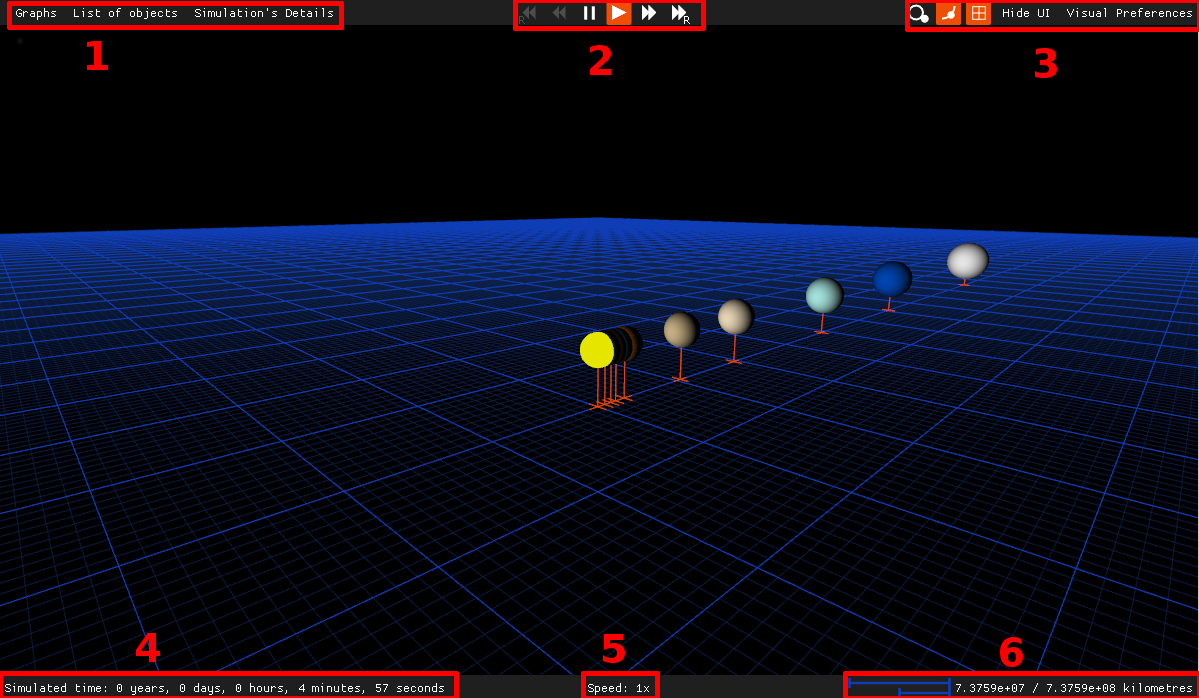 Graphs List of objects Simulation's Details R R Hide UI Visual Preferences
1 2 3
4 5 6
Simulated time: 0 years, 0 days, 0 hours, 4 minutes, 57 seconds Speed: 1x 7.3759e+07 / 7.3759e+08 kilometres